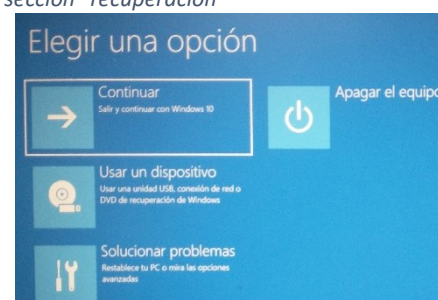 sección "recuperación"
Elegir una opción
Continuar
Salir y continuar con Windows 10
Apagar el equipo
Usar un dispositivo
Usar una unidad USB, conexión de red o
DVD de recuperación de Windows
Solucionar problemas
Restablece tu PC o mira las opciones
avanzadas